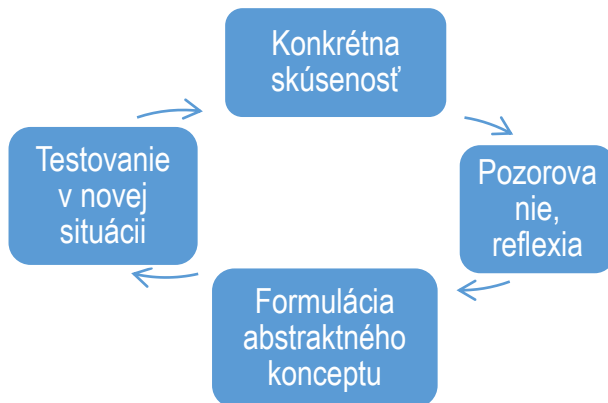 Konkrétna
skúsenosť
Pozorova
nie,
reflexia
Formulácia
abstraktného
konceptu
Testovanie
v novej
situácii